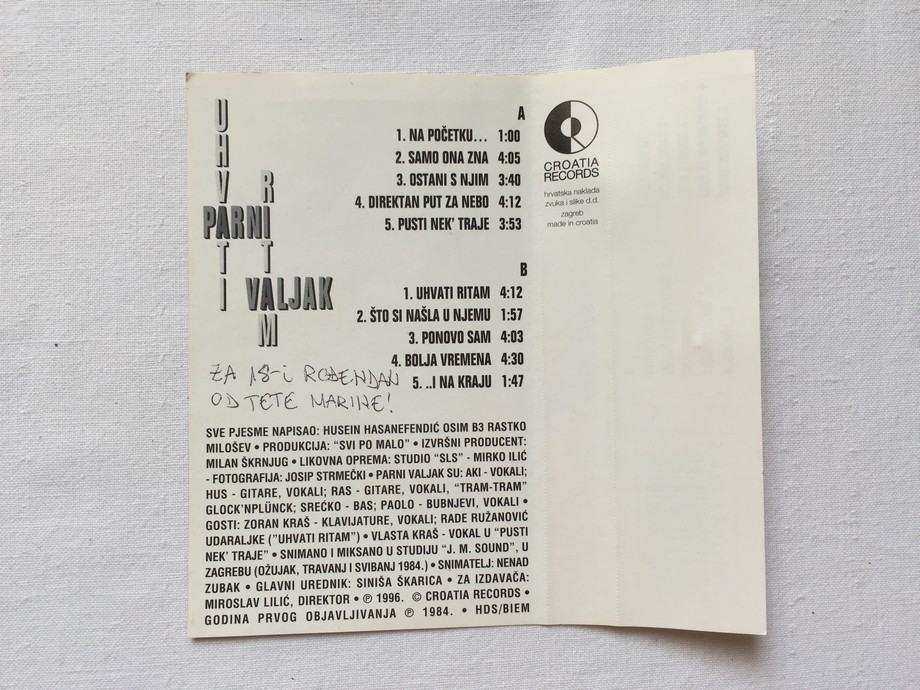 UHVATI
RITAM
PARNI
VALJAK
A
1. NA POČETKU... 1:00
2. SAMO ONA ZNA 4:05
3. OSTANI S NJIM 3:40
4. DIREKTAN PUT ZA NEBO 4:12
5. PUSTI NEK' TRAJE 3:53
B
1. UHVATI RITAM 4:12
2. ŠTO SI NAŠLA U NJEMU 1:57
3. PONOVO SAM 4:03
4. BOLJA VREMENA 4:30
5. ..I NA KRAJU 1:47
ZA 18-i ROĐENDAN
OD TETE MARINE!
SVE PJESME NAPISAO: HUSEIN HASANEFENDIĆ OSIM B3 RASTKO
MILOŠEV • PRODUKCIJA: “SVI PO MALO” • IZVRŠNI PRODUCENT:
MILAN ŠKRNJUG • LIKOVNA OPREMA: STUDIO “SLS” - MIRKO ILIĆ
- FOTOGRAFIJA: JOSIP STRMEČKI • PARNI VALJAK SU: AKI - VOKALI;
HUS - GITARE, VOKALI; RAS - GITARE, VOKALI, “TRAM-TRAM”
GLOCK'NPLÜNCK; SREĆKO - BAS; PAOLO - BUBNJEVI, VOKALI •
GOSTI: ZORAN KRAŠ - KLAVIJATURE, VOKALI; RADE RUŽANOVIĆ
UDARALJKE (”UHVATI RITAM”) • VLASTA KRAŠ - VOKAL U “PUSTI
NEK’ TRAJE” • SNIMANO I MIKSANO U STUDIJU “J. M. SOUND”, U
ZAGREBU (OŽUJAK, TRAVANJ I SVIBANJ 1984.) • SNIMATELJ: NENAD
ZUBAK • GLAVNI UREDNIK: SINIŠA ŠKARICA • ZA IZDAVAČA:
MIROSLAV LILIĆ, DIREKTOR • ℗ 1996. © CROATIA RECORDS •
GODINA PRVOG OBJAVLJIVANJA ℗ 1984. • HDS/BIEM
CROATIA
RECORDS
hrvatska naklada
zvuka i slike d.d.
zagreb
made in croatia